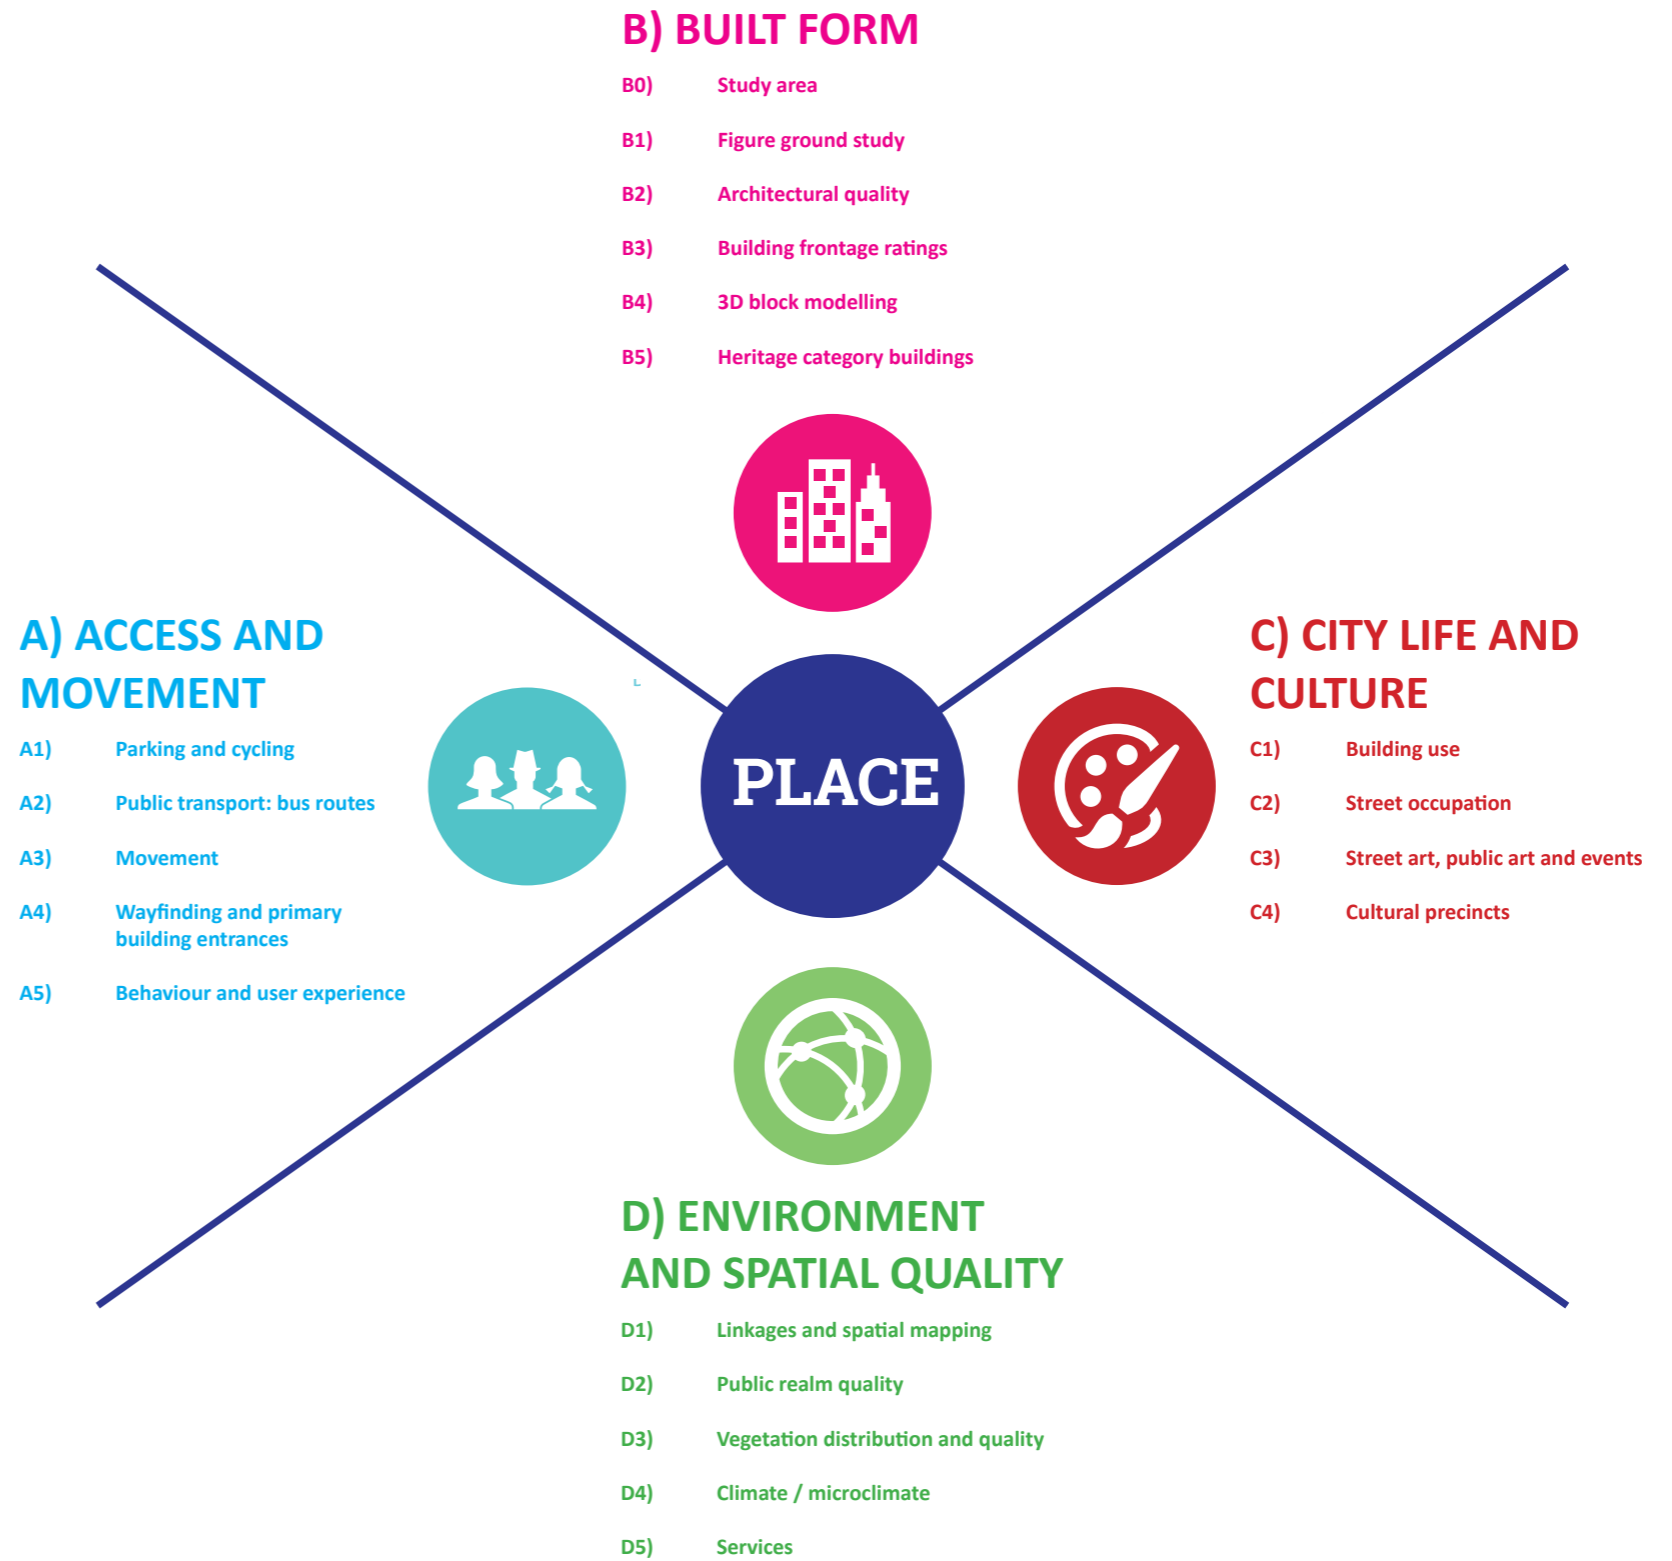 B) BUILT FORM
B0) Study area
B1) Figure ground study
B2) Architectural quality
B3) Building frontage ratings
B4) 3D block modelling
B5) Heritage category buildings
A) ACCESS AND
MOVEMENT
A1) Parking and cycling
A2) Public transport: bus routes
A3) Movement
A4) Wayfinding and primary
building entrances
A5) Behaviour and user experience
PLACE
C) CITY LIFE AND
CULTURE
C1) Building use
C2) Street occupation
C3) Street art, public art and events
C4) Cultural precincts
D) ENVIRONMENT
AND SPATIAL QUALITY
D1) Linkages and spatial mapping
D2) Public realm quality
D3) Vegetation distribution and quality
D4) Climate / microclimate
D5) Services